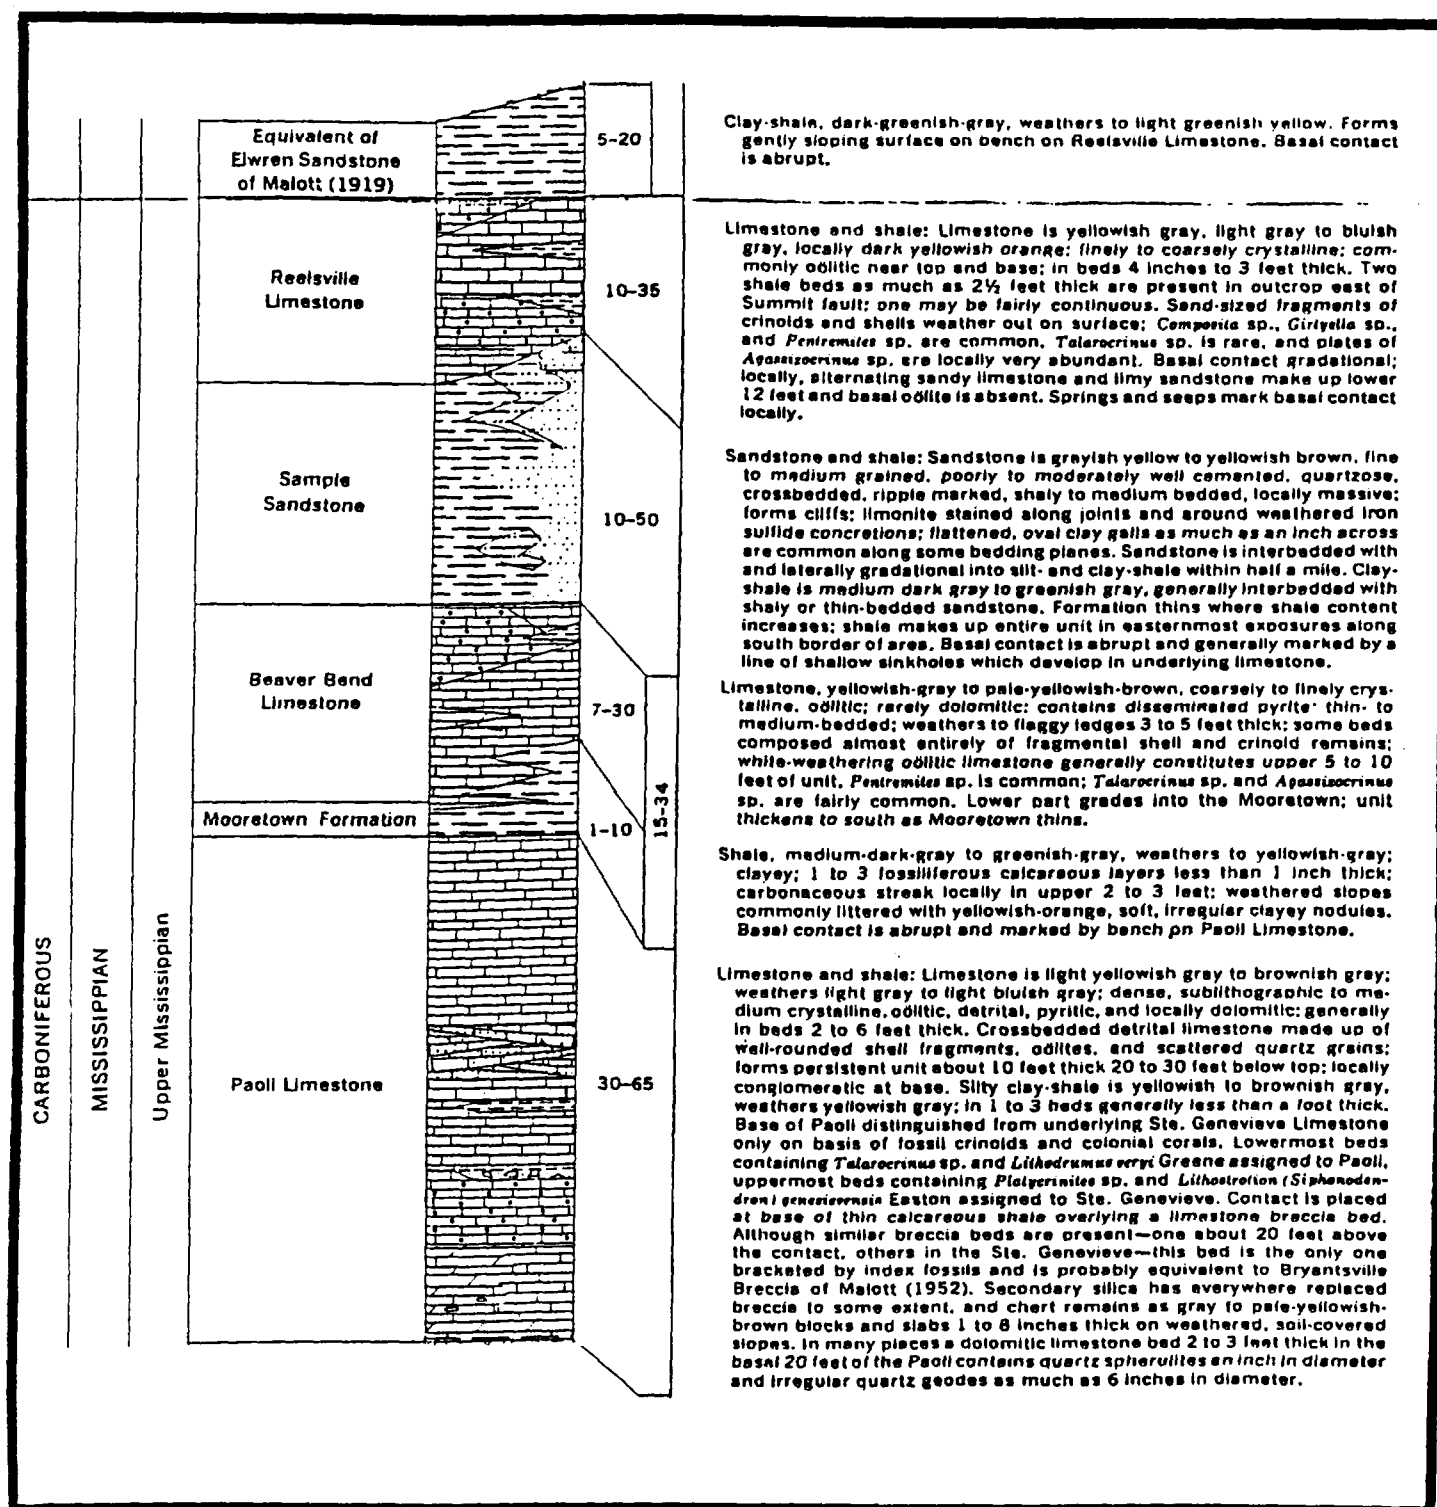 Equivalent of
Elwren Sandstone
of Malott (1919)
5-20
Clay-shale, dark-greenish-gray, weathers to light greenish yellow. Forms
gently sloping surface on bench on Reelsville Limestone. Basal contact
is abrupt.
Reelsville
Limestone
10-35
Limestone and shale: Limestone is yellowish gray, light gray to bluish
gray, locally dark yellowish orange; finely to coarsely crystalline; com-
monly oölitic near top and base; in beds 4 inches to 3 feet thick. Two
shale beds as much as 2½ feet thick are present in outcrop east of
Summit fault; one may be fairly continuous. Sand-sized fragments of
crinoids and shells weather out on surface; Composita sp., Girtyella sp.,
and Pentremites sp. are common, Talarocrinus sp. is rare, and plates of
Agassizocrinus sp. are locally very abundant. Basal contact gradational;
locally, alternating sandy limestone and limy sandstone make up lower
12 feet and basal oölite is absent. Springs and seeps mark basal contact
locally.
Sample
Sandstone
10-50
Sandstone and shale: Sandstone is grayish yellow to yellowish brown, fine
to medium grained, poorly to moderately well cemented, quartzose,
crossbedded, ripple marked, shaly to medium bedded, locally massive;
forms cliffs; limonite stained along joints and around weathered iron
sulfide concretions; flattened, oval clay galls as much as an inch across
are common along some bedding planes. Sandstone is interbedded with
and laterally gradational into silt- and clay-shale within half a mile. Clay-
shale is medium dark gray to greenish gray, generally interbedded with
shaly or thin-bedded sandstone. Formation thins where shale content
increases; shale makes up entire unit in easternmost exposures along
south border of area. Basal contact is abrupt and generally marked by a
line of shallow sinkholes which develop in underlying limestone.
Beaver Bend
Limestone
7-30
Limestone, yellowish-gray to pale-yellowish-brown, coarsely to finely crys-
talline, oölitic; rarely dolomitic; contains disseminated pyrite; thin- to
medium-bedded; weathers to flaggy ledges 3 to 5 feet thick; some beds
composed almost entirely of fragmental shell and crinoid remains;
white-weathering oölitic limestone generally constitutes upper 5 to 10
feet of unit. Pentremites sp. is common; Talarocrinus sp. and Agassizocrinus
sp. are fairly common. Lower part grades into the Mooretown; unit
thickens to south as Mooretown thins.
Mooretown Formation
1-10
15-34
Shale, medium-dark-gray to greenish-gray, weathers to yellowish-gray;
clayey; 1 to 3 fossiliferous calcareous layers less than 1 inch thick;
carbonaceous streak locally in upper 2 to 3 feet; weathered slopes
commonly littered with yellowish-orange, soft, irregular clayey nodules.
Basal contact is abrupt and marked by bench on Paoli Limestone.
CARBONIFEROUS
MISSISSIPPIAN
Upper Mississippian
Paoli Limestone
30-65
Limestone and shale: Limestone is light yellowish gray to brownish gray;
weathers light gray to light bluish gray; dense, sublithographic to me-
dium crystalline, oölitic, detrital, pyritic, and locally dolomitic; generally
in beds 2 to 6 feet thick. Crossbedded detrital limestone made up of
well-rounded shell fragments, oölites, and scattered quartz grains;
forms persistent unit about 10 feet thick 20 to 30 feet below top; locally
conglomeratic at base. Silty clay-shale is yellowish to brownish gray,
weathers yellowish gray; in 1 to 3 beds generally less than a foot thick.
Base of Paoli distinguished from underlying Ste. Genevieve Limestone
only on basis of fossil crinoids and colonial corals. Lowermost beds
containing Talarocrinus sp. and Lithodrumus veryi Greene assigned to Paoli,
uppermost beds containing Platycrinites sp. and Lithostrotion (Siphonoden-
dron) genevievensis Easton assigned to Ste. Genevieve. Contact is placed
at base of thin calcareous shale overlying a limestone breccia bed.
Although similar breccia beds are present—one about 20 feet above
the contact, others in the Ste. Genevieve—this bed is the only one
bracketed by index fossils and is probably equivalent to Bryantsville
Breccia of Malott (1952). Secondary silica has everywhere replaced
breccia to some extent, and chert remains as gray to pale-yellowish-
brown blocks and slabs 1 to 8 inches thick on weathered, soil-covered
slopes. In many places a dolomitic limestone bed 2 to 3 feet thick in the
basal 20 feet of the Paoli contains quartz spherulites an inch in diameter
and irregular quartz geodes as much as 6 inches in diameter.